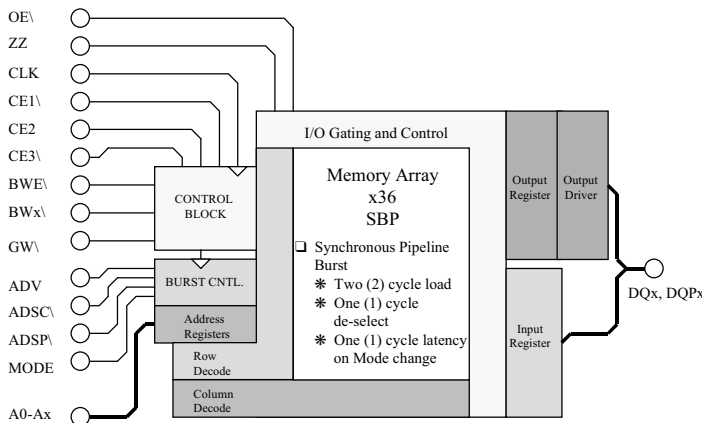 OE\
ZZ
CLK
CE1\
CE2
CE3\
BWE\
BWx\
GW\
ADV
ADSC\
ADSP\
MODE
A0-Ax
CONTROL
BLOCK
BURST CNTL.
Address
Registers
Row
Decode
Column
Decode
I/O Gating and Control
Memory Array
x36
SBP
❑ Synchronous Pipeline
Burst
✻ Two (2) cycle load
✻ One (1) cycle
de-select
✻ One (1) cycle latency
on Mode change
Output
Register
Output
Driver
Input
Register
DQx, DQPx